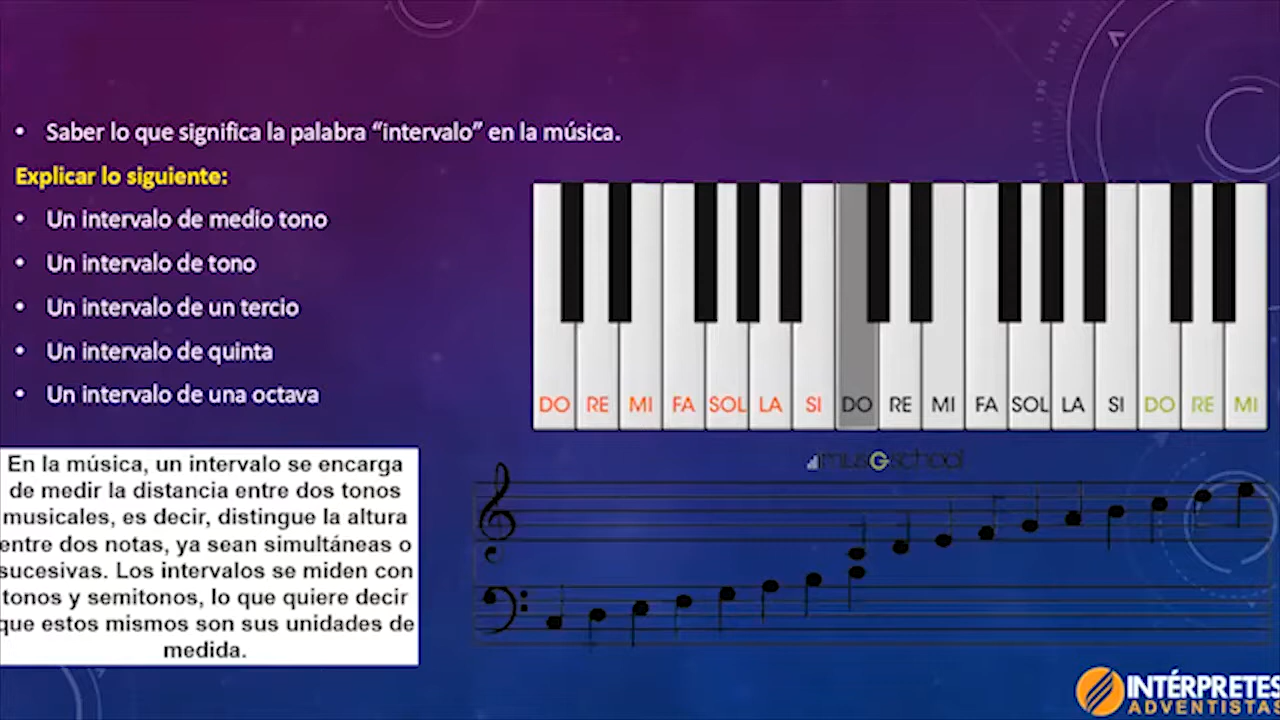 • Saber lo que significa la palabra “intervalo” en la música.
Explicar lo siguiente:
• Un intervalo de medio tono
• Un intervalo de tono
• Un intervalo de un tercio
• Un intervalo de quinta
• Un intervalo de una octava
DO RE MI FA SOL LA SI DO RE MI FA SOL LA SI DO RE MI
musGschool
En la música, un intervalo se encarga
de medir la distancia entre dos tonos
musicales, es decir, distingue la altura
entre dos notas, ya sean simultáneas o
sucesivas. Los intervalos se miden con
tonos y semitonos, lo que quiere decir
que estos mismos son sus unidades de
medida.
INTÉRPRETES
ADVENTISTAS